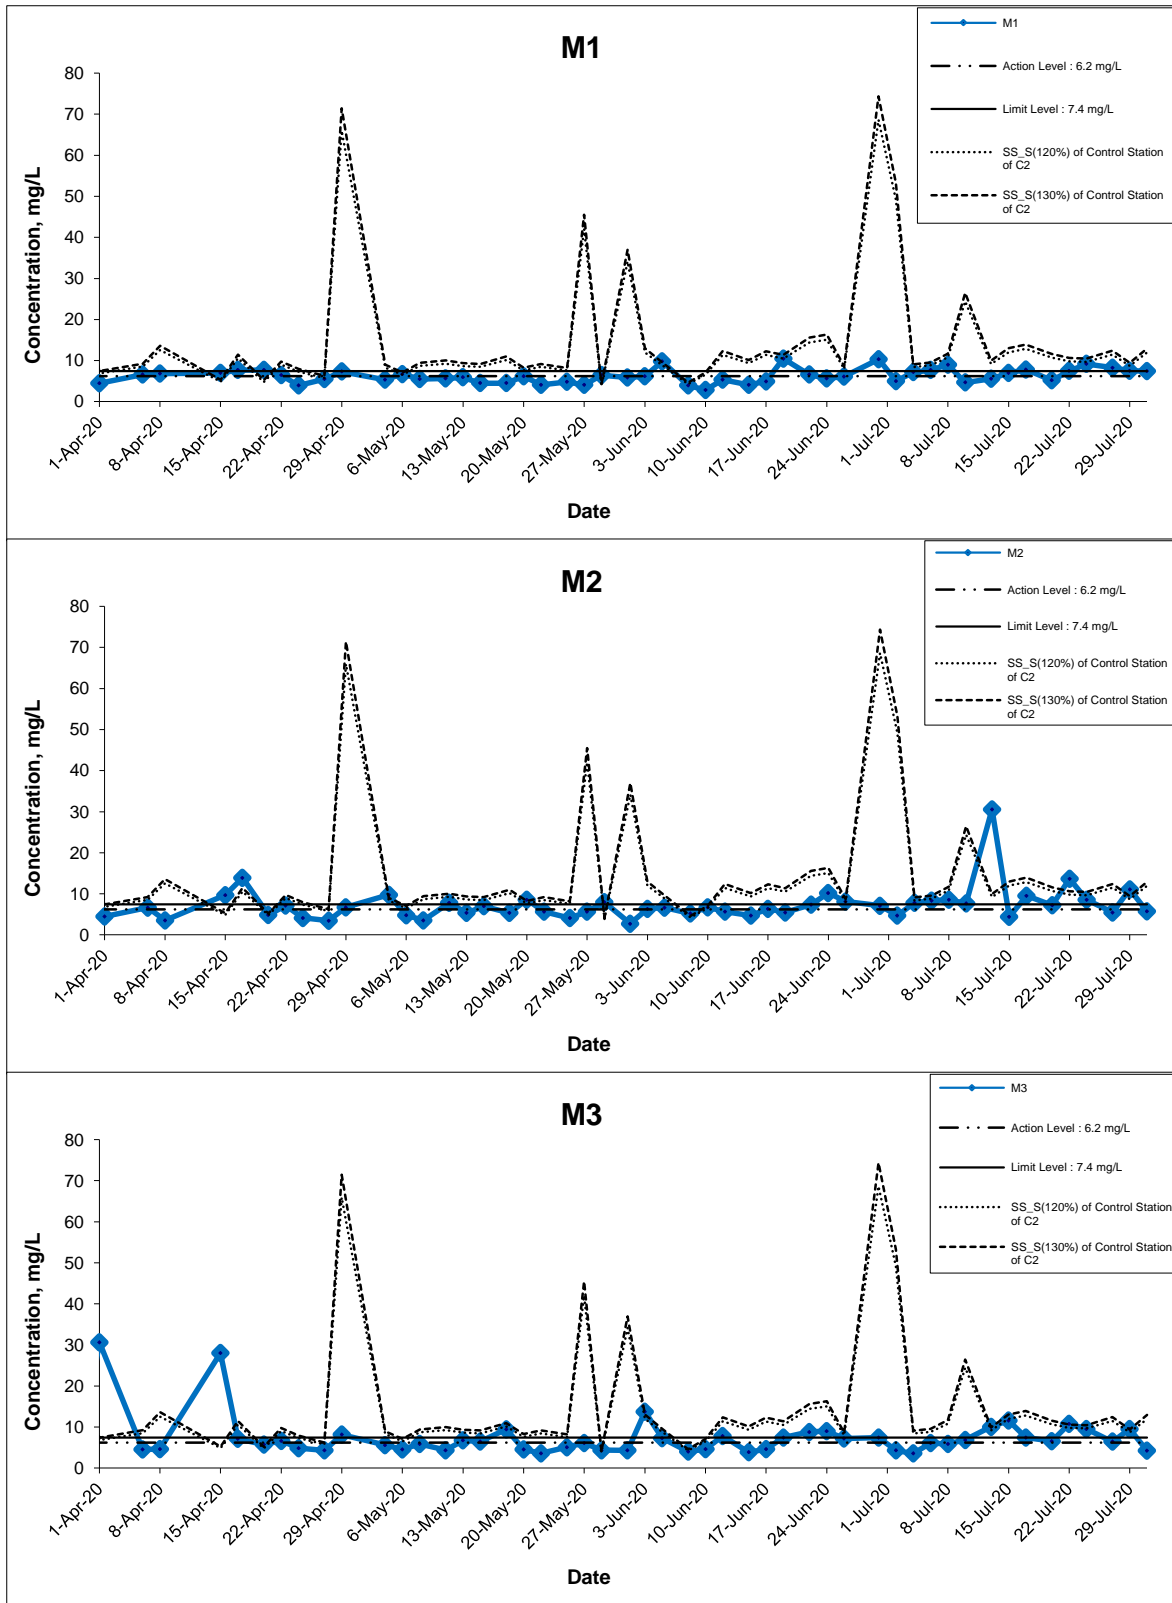 M1
M1
Action Level : 6.2 mg/L
Limit Level : 7.4 mg/L
SS_S(120%) of Control Station
of C2
SS_S(130%) of Control Station
of C2
Concentration, mg/L
80
70
60
50
40
30
20
10
0
1-Apr-20
8-Apr-20
15-Apr-20
22-Apr-20
29-Apr-20
6-May-20
13-May-20
20-May-20
27-May-20
3-Jun-20
10-Jun-20
17-Jun-20
24-Jun-20
1-Jul-20
8-Jul-20
15-Jul-20
22-Jul-20
29-Jul-20
Date
M2
M2
Action Level : 6.2 mg/L
Limit Level : 7.4 mg/L
SS_S(120%) of Control Station
of C2
SS_S(130%) of Control Station
of C2
Concentration, mg/L
80
70
60
50
40
30
20
10
0
1-Apr-20
8-Apr-20
15-Apr-20
22-Apr-20
29-Apr-20
6-May-20
13-May-20
20-May-20
27-May-20
3-Jun-20
10-Jun-20
17-Jun-20
24-Jun-20
1-Jul-20
8-Jul-20
15-Jul-20
22-Jul-20
29-Jul-20
Date
M3
M3
Action Level : 6.2 mg/L
Limit Level : 7.4 mg/L
SS_S(120%) of Control Station
of C2
SS_S(130%) of Control Station
of C2
Concentration, mg/L
80
70
60
50
40
30
20
10
0
1-Apr-20
8-Apr-20
15-Apr-20
22-Apr-20
29-Apr-20
6-May-20
13-May-20
20-May-20
27-May-20
3-Jun-20
10-Jun-20
17-Jun-20
24-Jun-20
1-Jul-20
8-Jul-20
15-Jul-20
22-Jul-20
29-Jul-20
Date